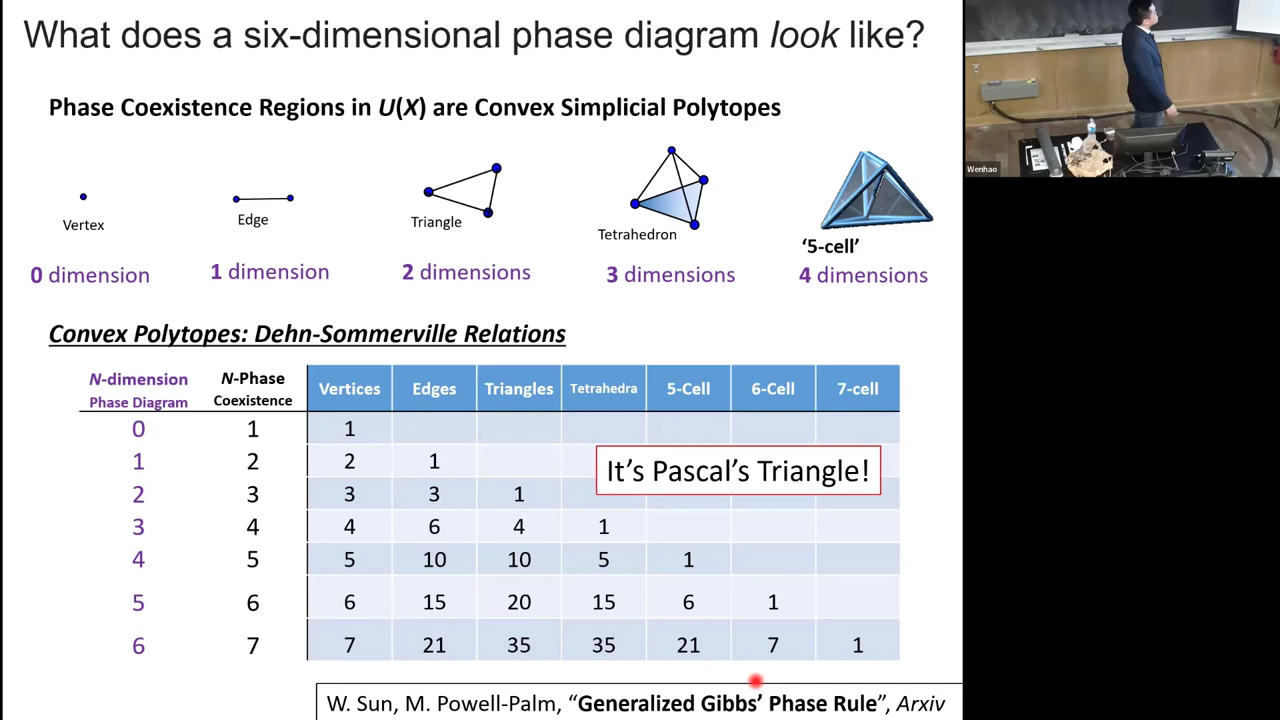 What does a six-dimensional phase diagram look like?
Phase Coexistence Regions in U(X) are Convex Simplicial Polytopes
Vertex
Edge
Triangle
Tetrahedron
‘5-cell’
0 dimension
1 dimension
2 dimensions
3 dimensions
4 dimensions
Convex Polytopes: Dehn-Sommerville Relations
N-dimension Phase Diagram N-Phase Coexistence Vertices Edges Triangles Tetrahedra 5-Cell 6-Cell 7-cell
0 1 1
1 2 2 1
It’s Pascal’s Triangle!
2 3 3 3 1
3 4 4 6 4 1
4 5 5 10 10 5 1
5 6 6 15 20 15 6 1
6 7 7 21 35 35 21 7 1
W. Sun, M. Powell-Palm, “Generalized Gibbs’ Phase Rule”, Arxiv
Wenhao